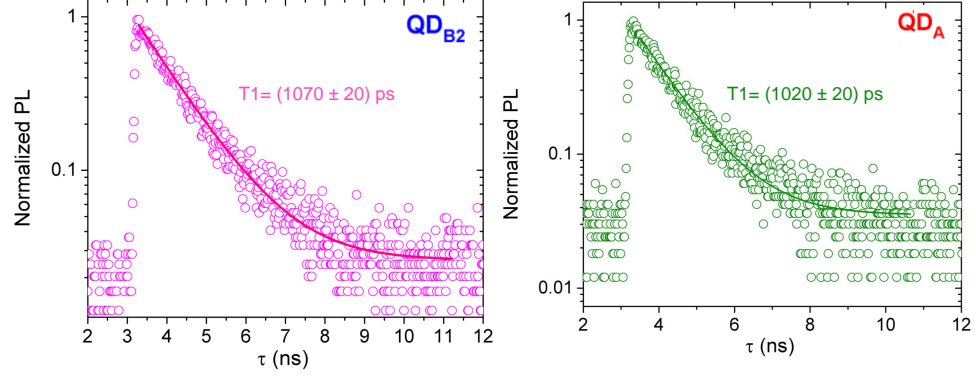 QD_B2
1
0.1
Normalized PL
T1= (1070 ± 20) ps
2 3 4 5 6 7 8 9 10 11 12
τ (ns)
QD_A
1
0.1
0.01
Normalized PL
T1= (1020 ± 20) ps
2 4 6 8 10 12
τ (ns)